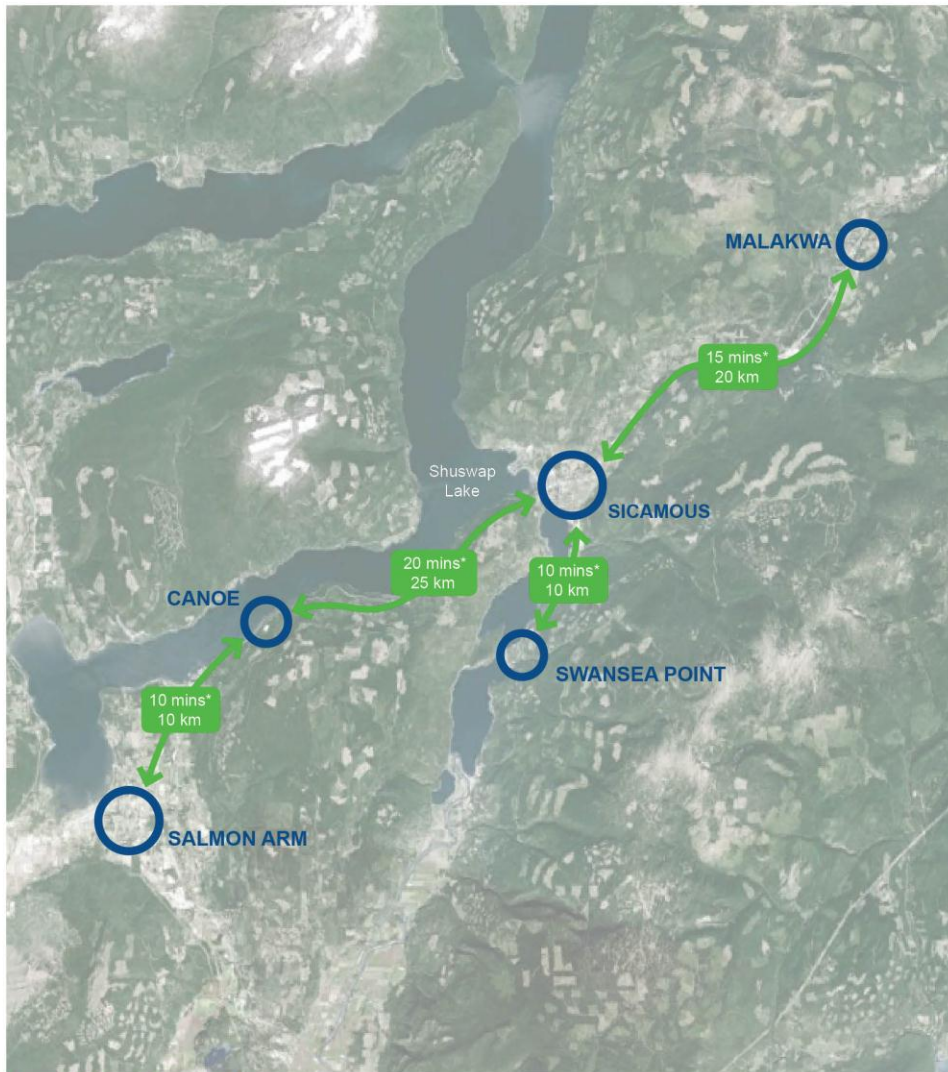 MALAKWA
15 mins*
20 km
Shuswap
Lake
SICAMOUS
20 mins*
25 km
10 mins*
10 km
CANOE
SWANSEA POINT
10 mins*
10 km
SALMON ARM